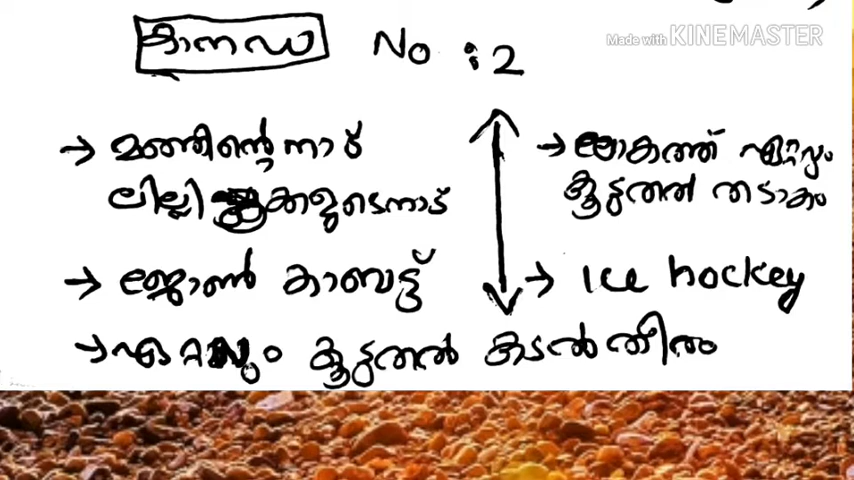 കാനഡ No : 2
Made with KINEMASTER
→ മഞ്ഞിന്റെ നാട്
ലില്ലി പൂക്കളുടെ നാട്
→ ജോൺ കാബട്ട്
→ ഏറ്റവും കൂടുതൽ കടൽതീരം
→ ലോകത്ത് ഏറ്റവും
കൂടുതൽ തടാകം
→ Ice hockey